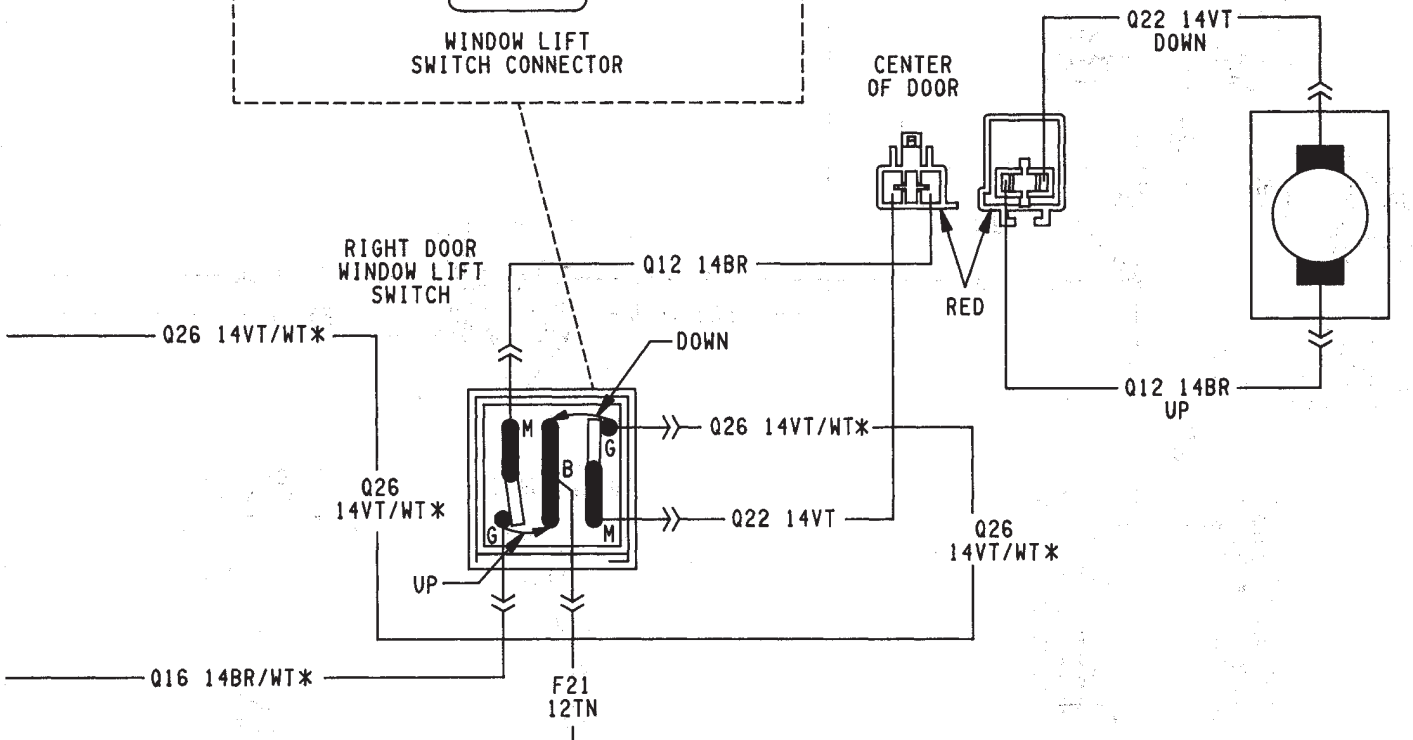 WINDOW LIFT
SWITCH CONNECTOR
Q22 14VT
DOWN
CENTER
OF DOOR
B
RED
Q12 14BR
UP
RIGHT DOOR
WINDOW LIFT
SWITCH
Q12 14BR
Q26 14VT/WT*
DOWN
M
B
G
G
M
Q26 14VT/WT*
Q26
14VT/WT*
Q22 14VT
Q26
14VT/WT*
UP
Q16 14BR/WT*
F21
12TN